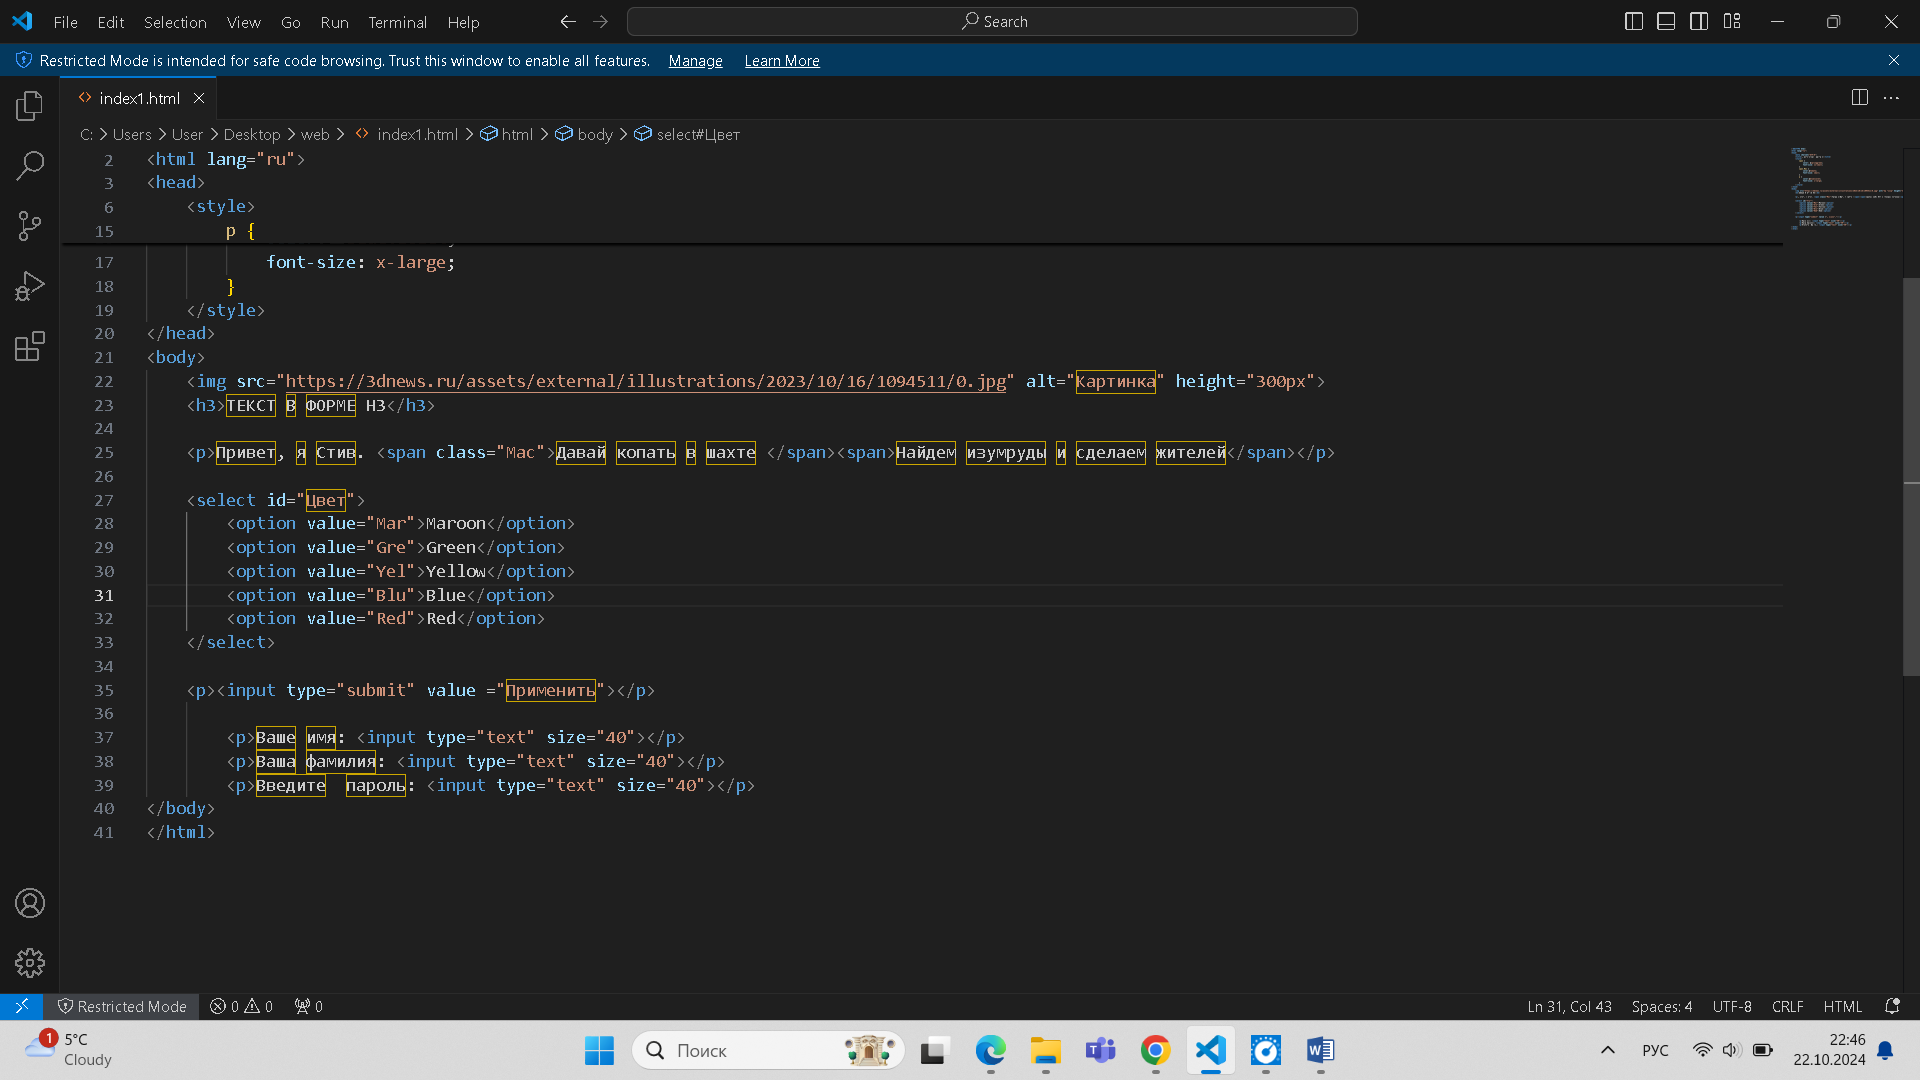 File Edit Selection View Go Run Terminal Help Search
Restricted Mode is intended for safe code browsing. Trust this window to enable all features. Manage Learn More
index1.html
C: > Users > User > Desktop > web > index1.html > html > body > select#Цвет
2 <html lang="ru">
3 <head>
6 <style>
15 p {
17 font-size: x-large;
18 }
19 </style>
20 </head>
21 <body>
22 <img src="https://3dnews.ru/assets/external/illustrations/2023/10/16/1094511/0.jpg" alt="Картинка" height="300px">
23 <h3>ТЕКСТ В ФОРМЕ H3</h3>
24
25 <p>Привет, я Стив. <span class="Mac">Давай копать в шахте </span><span>Найдем изумруды и сделаем жителей</span></p>
26
27 <select id="Цвет">
28 <option value="Mar">Maroon</option>
29 <option value="Gre">Green</option>
30 <option value="Yel">Yellow</option>
31 <option value="Blu">Blue</option>
32 <option value="Red">Red</option>
33 </select>
34
35 <p><input type="submit" value ="Применить"></p>
36
37 <p>Ваше имя: <input type="text" size="40"></p>
38 <p>Ваша фамилия: <input type="text" size="40"></p>
39 <p>Введите  пароль: <input type="text" size="40"></p>
40 </body>
41 </html>
Restricted Mode 0 0 0 Ln 31, Col 43 Spaces: 4 UTF-8 CRLF HTML
1 5°C
Cloudy
Поиск
РУС
22:46
22.10.2024